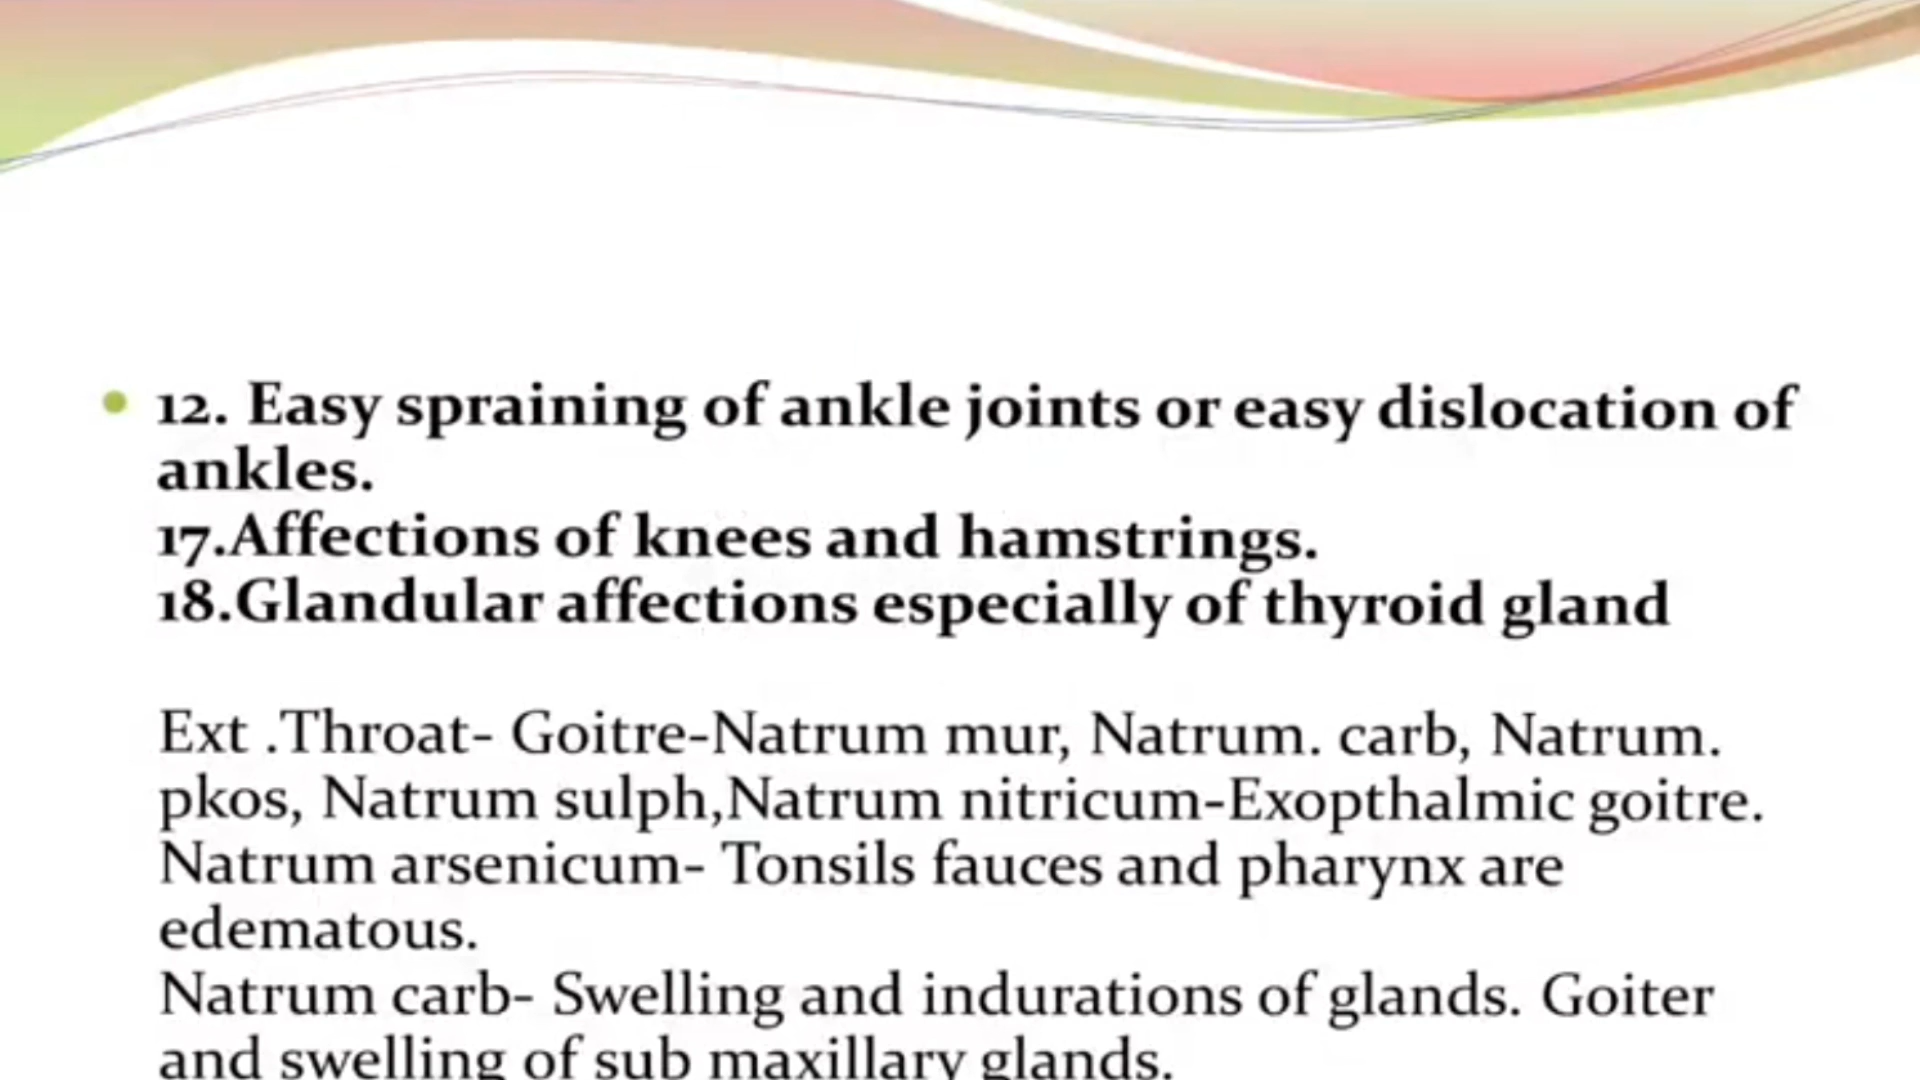 12. Easy spraining of ankle joints or easy dislocation of
ankles.
17.Affections of knees and hamstrings.
18.Glandular affections especially of thyroid gland
Ext .Throat- Goitre-Natrum mur, Natrum. carb, Natrum.
pkos, Natrum sulph,Natrum nitricum-Exopthalmic goitre.
Natrum arsenicum- Tonsils fauces and pharynx are
edematous.
Natrum carb- Swelling and indurations of glands. Goiter
and swelling of sub maxillary glands.